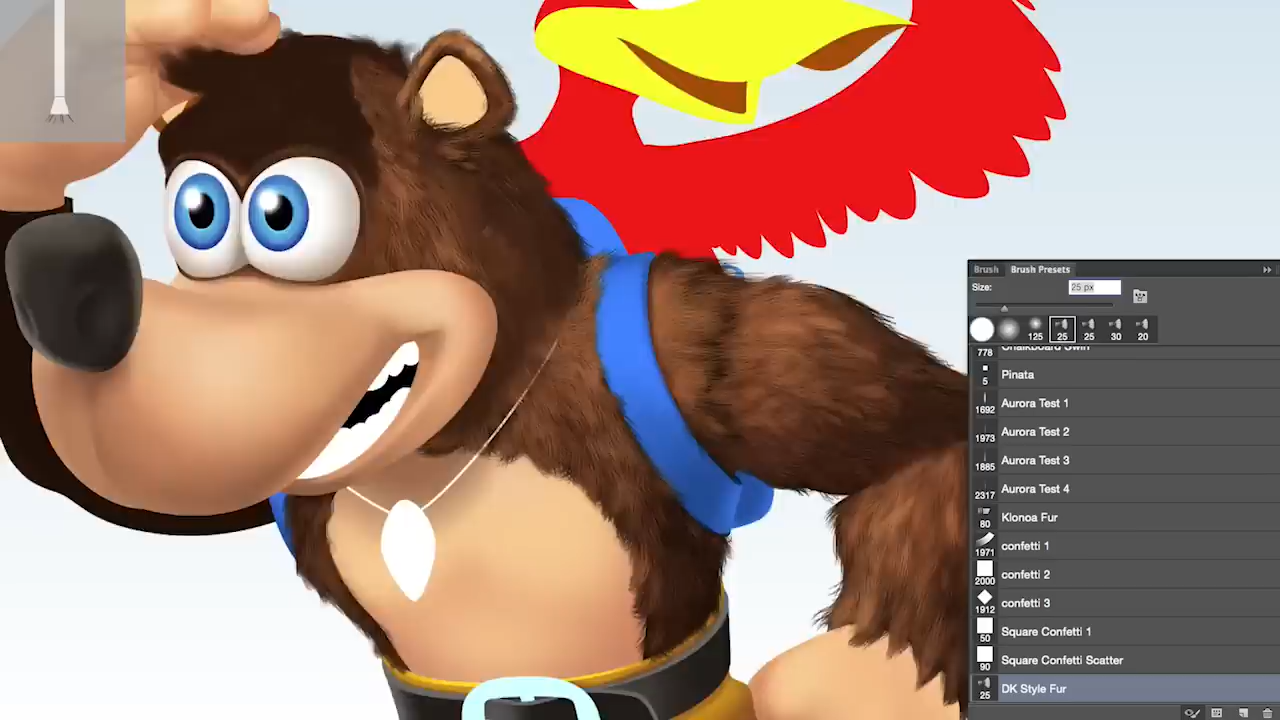 Brush Brush Presets
Size: 25 px
125 25 25 30 20
778 Chalkboard Swirl
5 Pinata
1692 Aurora Test 1
1973 Aurora Test 2
1885 Aurora Test 3
2317 Aurora Test 4
80 Klonoa Fur
1971 confetti 1
2000 confetti 2
1912 confetti 3
50 Square Confetti 1
90 Square Confetti Scatter
25 DK Style Fur